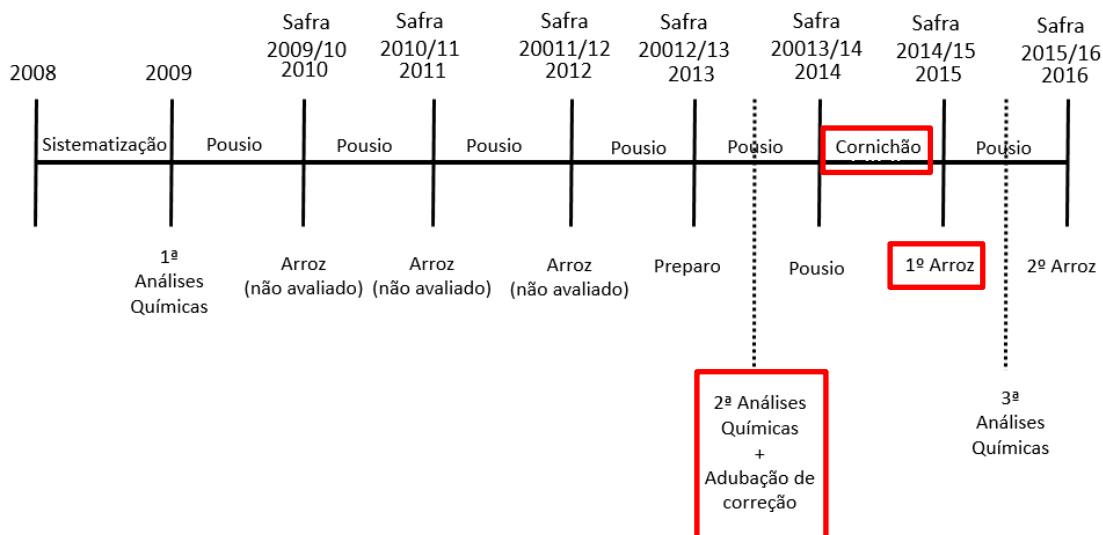 2008
2009
Safra
2009/10
2010
Safra
2010/11
2011
Safra
20011/12
2012
Safra
20012/13
2013
Safra
20013/14
2014
Safra
2014/15
2015
Safra
2015/16
2016
Sistematização
Pousio
Pousio
Pousio
Pousio
Pousio
Cornichão
Pousio
1ª
Análises
Químicas
Arroz
(não avaliado)
Arroz
(não avaliado)
Arroz
(não avaliado)
Preparo
Pousio
1º Arroz
2º Arroz
2ª Análises
Químicas
+
Adubação de
correção
3ª
Análises
Químicas